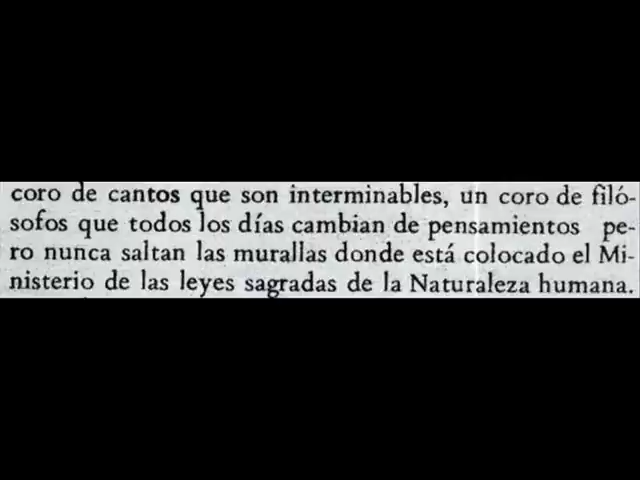 coro de cantos que son interminables, un coro de filó-
sofos que todos los días cambian de pensamientos pe-
ro nunca saltan las murallas donde está colocado el Mi-
nisterio de las leyes sagradas de la Naturaleza humana.